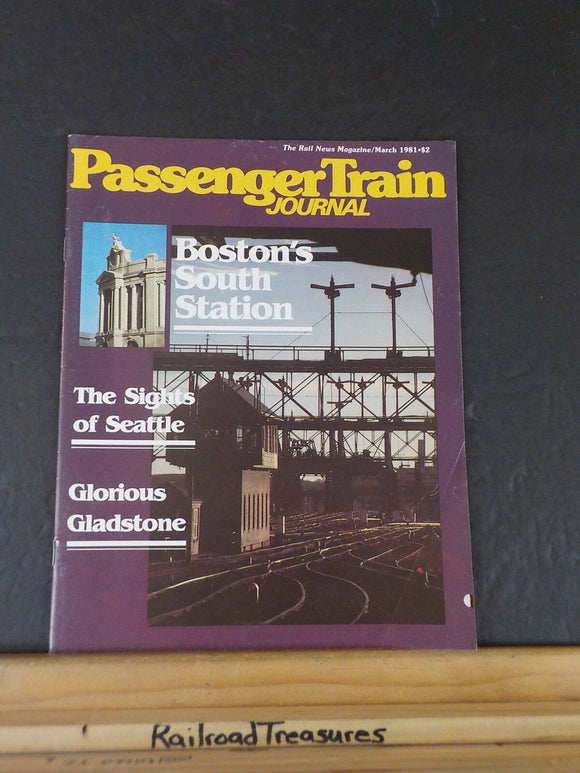 The Rail News Magazine/March 1981•$2
Passenger Train
JOURNAL
Boston's
South
Station
The Sights
of Seattle
Glorious
Gladstone
RailroadTreasures